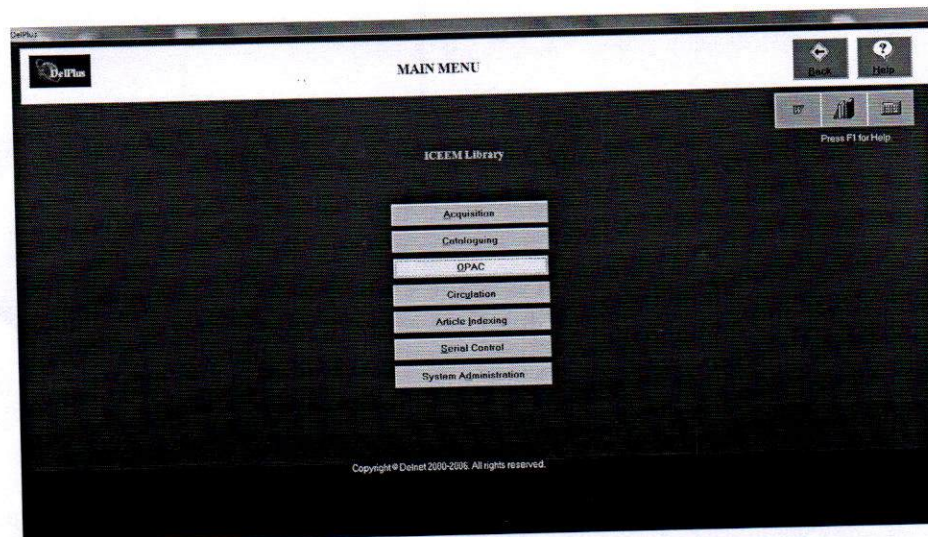 DelPlus
DelPlus
MAIN MENU
Back
Help
Press F1 for Help.
ICEEM Library
Acquisition
Cataloguing
OPAC
Circulation
Article Indexing
Serial Control
System Administration
Copyright © Delnet 2000-2006. All rights reserved.